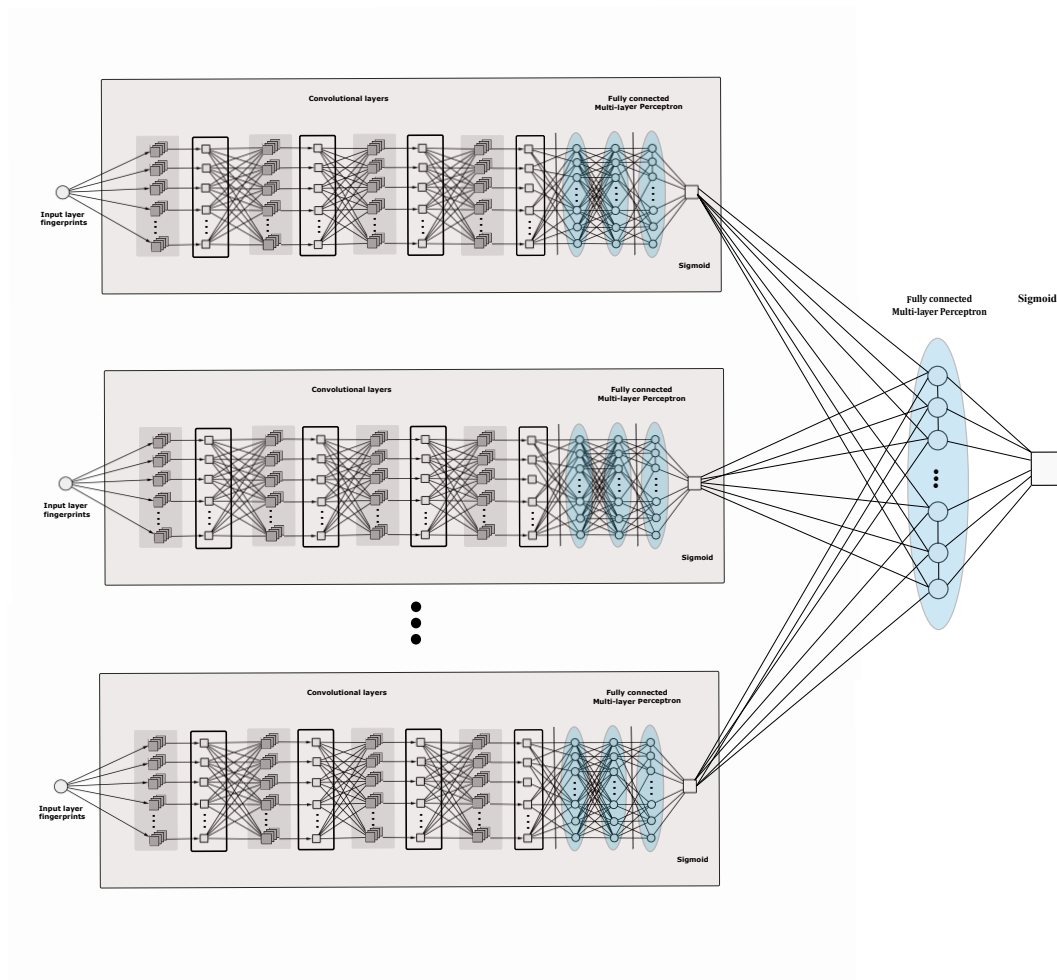 Convolutional layers
Fully connected
Multi-layer Perceptron
Input layer
fingerprints
Sigmoid
Fully connected
Multi-layer Perceptron
Sigmoid
Convolutional layers
Fully connected
Multi-layer Perceptron
Input layer
fingerprints
Sigmoid
Convolutional layers
Fully connected
Multi-layer Perceptron
Input layer
fingerprints
Sigmoid